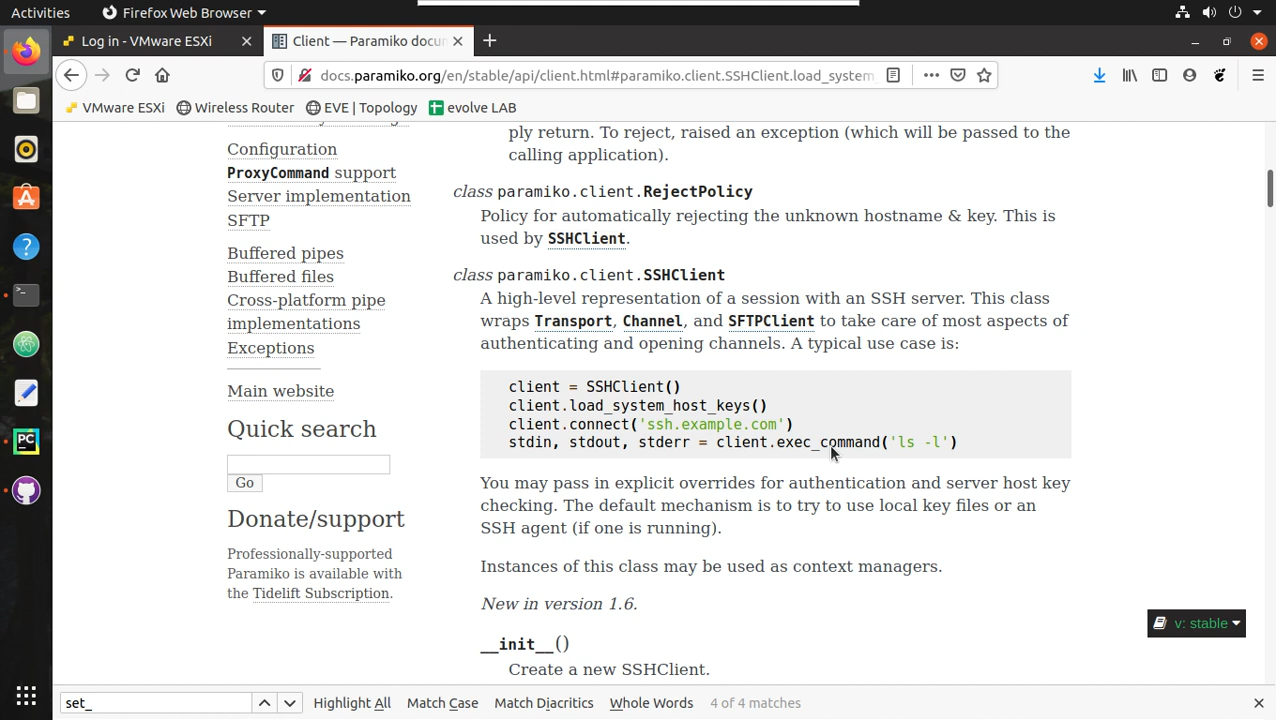 Activities Firefox Web Browser
Log in - VMware ESXi
Client — Paramiko docu
docs.paramiko.org/en/stable/api/client.html#paramiko.client.SSHClient.load_system_
VMware ESXi Wireless Router EVE | Topology evolve LAB
Configuration
ProxyCommand support
Server implementation
SFTP
Buffered pipes
Buffered files
Cross-platform pipe
implementations
Exceptions
Main website
Quick search
Go
Donate/support
Professionally-supported
Paramiko is available with
the Tidelift Subscription.
ply return. To reject, raised an exception (which will be passed to the
calling application).
class paramiko.client.RejectPolicy
Policy for automatically rejecting the unknown hostname & key. This is
used by SSHClient.
class paramiko.client.SSHClient
A high-level representation of a session with an SSH server. This class
wraps Transport, Channel, and SFTPClient to take care of most aspects of
authenticating and opening channels. A typical use case is:
client = SSHClient()
client.load_system_host_keys()
client.connect('ssh.example.com')
stdin, stdout, stderr = client.exec_command('ls -l')
You may pass in explicit overrides for authentication and server host key
checking. The default mechanism is to try to use local key files or an
SSH agent (if one is running).
Instances of this class may be used as context managers.
New in version 1.6.
__init__()
Create a new SSHClient.
v: stable
set_ Highlight All Match Case Match Diacritics Whole Words 4 of 4 matches